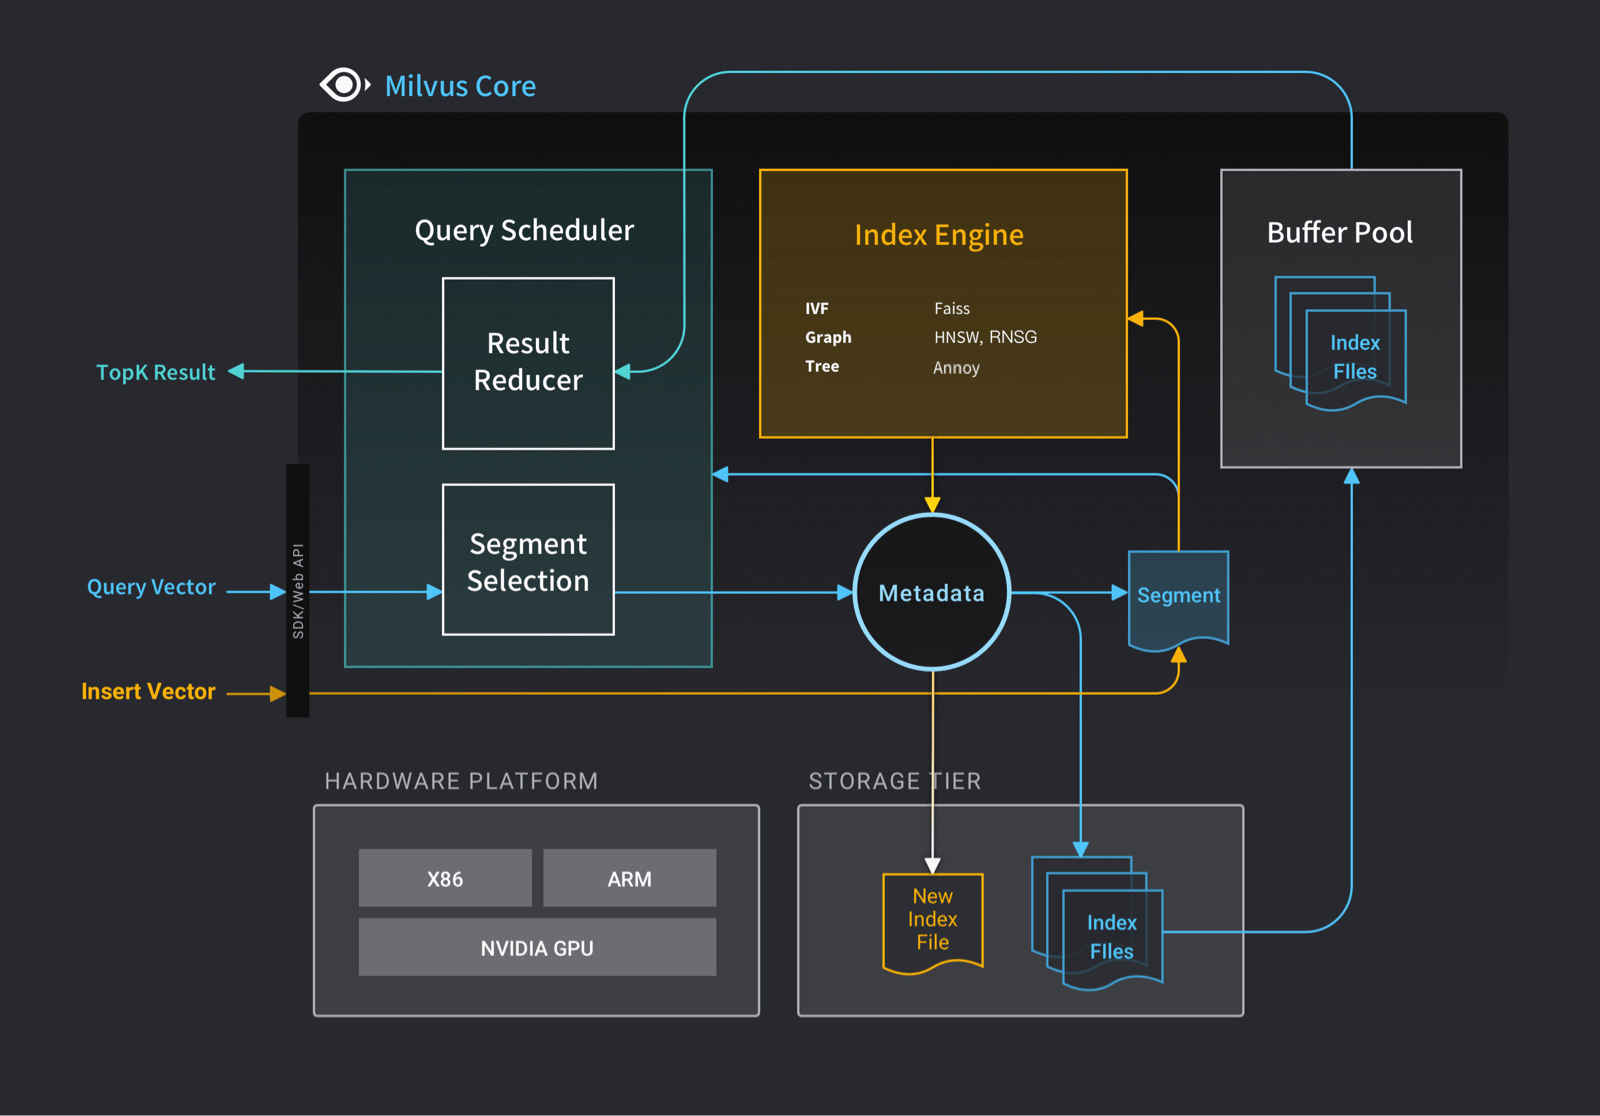 Milvus Core
Query Scheduler
Result
Reducer
Segment
Selection
Index Engine
IVF Faiss
Graph HNSW, RNSG
Tree Annoy
Buffer Pool
Index
FIles
TopK Result
Query Vector
Insert Vector
SDK/Web API
Metadata
Segment
HARDWARE PLATFORM
X86
ARM
NVIDIA GPU
STORAGE TIER
New
Index
File
Index
FIles